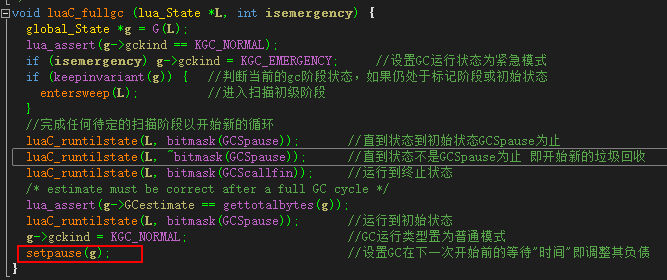 void luaC_fullgc (lua_State *L, int isemergency) {
global_State *g = G(L);
lua_assert(g->gckind == KGC_NORMAL);
if (isemergency) g->gckind = KGC_EMERGENCY; //设置GC运行状态为紧急模式
if (keepinvariant(g)) { //判断当前的gc阶段状态，如果仍处于标记阶段或初始状态
entersweep(L); //进入扫描初级阶段
}
//完成任何待定的扫描阶段以开始新的循环
luaC_runtilstate(L, bitmask(GCSpause)); //直到状态到初始状态GCSpause为止
luaC_runtilstate(L, ~bitmask(GCSpause)); //直到状态不是GCSpause为止 即开始新的垃圾回收
luaC_runtilstate(L, bitmask(GCScallfin)); //运行到终止状态
/* estimate must be correct after a full GC cycle */
lua_assert(g->GCestimate == gettotalbytes(g));
luaC_runtilstate(L, bitmask(GCSpause)); //运行到初始状态
g->gckind = KGC_NORMAL; //GC运行类型置为普通模式
setpause(g); //设置GC在下一次开始前的等待"时间"即调整其负债
}